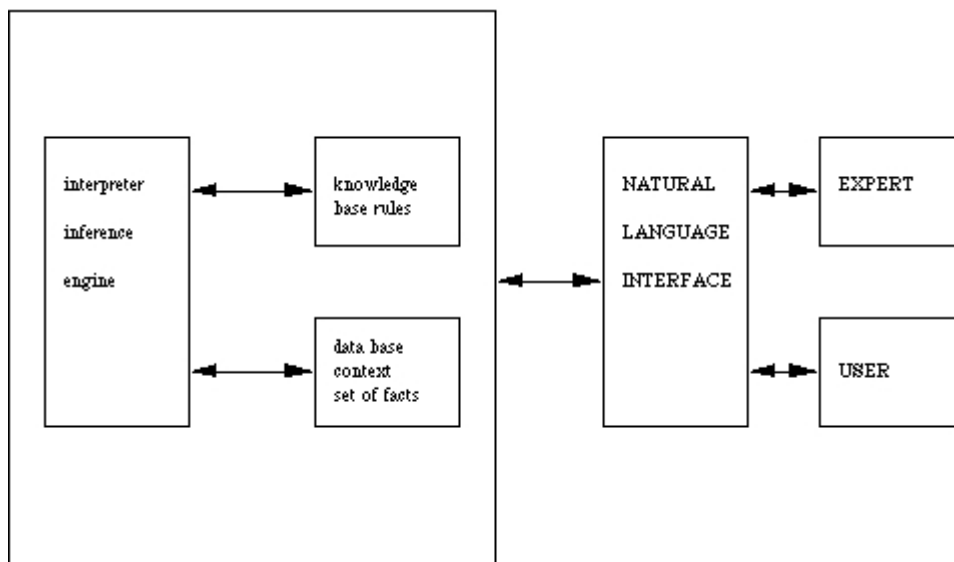 interpreter
inference
engine
knowledge
base rules
data base
context
set of facts
NATURAL
LANGUAGE
INTERFACE
EXPERT
USER